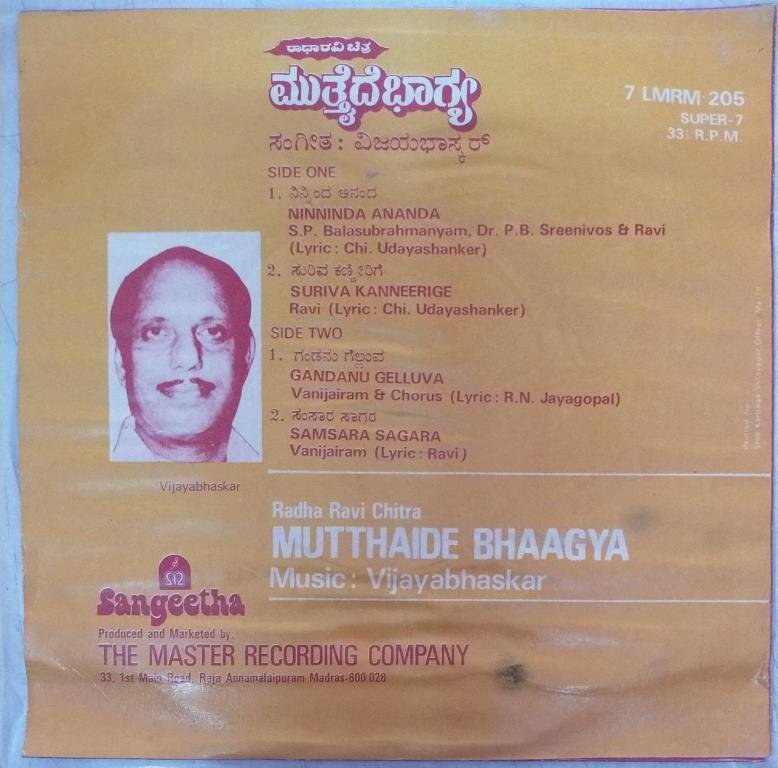 ರಾಧಾರವಿ ಚಿತ್ರ
ಮುತ್ತೈದೆಭಾಗ್ಯ
ಸಂಗೀತ: ವಿಜಯಭಾಸ್ಕರ್
7 LMRM 205
SUPER-7
33⅓ R.P.M.
SIDE ONE
1. ನಿನ್ನಿಂದ ಆನಂದ
NINNINDA ANANDA
S.P. Balasubrahmanyam, Dr. P.B. Sreenivos & Ravi
(Lyric: Chi. Udayashanker)
2. ಸುರಿವ ಕಣ್ಣೀರಿಗೆ
SURIVA KANNEERIGE
Ravi (Lyric: Chi. Udayashanker)
SIDE TWO
1. ಗಂಡನು ಗೆಲ್ಲುವ
GANDANU GELLUVA
Vanijairam & Chorus (Lyric: R.N. Jayagopal)
2. ಸಂಸಾರ ಸಾಗರ
SAMSARA SAGARA
Vanijairam (Lyric: Ravi)
Vijayabhaskar
Radha Ravi Chitra
MUTTHAIDE BHAAGYA
Music: Vijayabhaskar
Sangeetha
Produced and Marketed by:
THE MASTER RECORDING COMPANY
33, 1st Main Road, Raja Annamalaipuram Madras-600 028